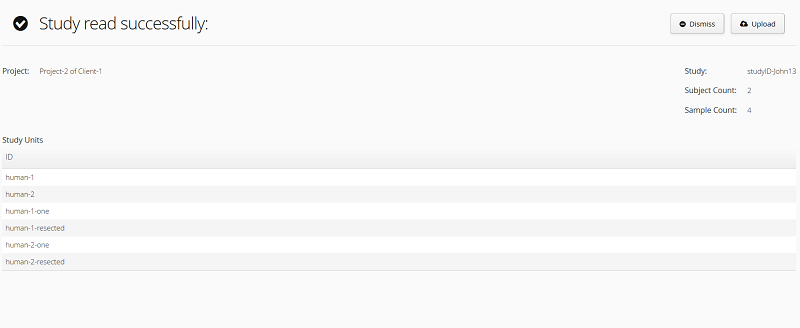 Study read successfully:
Dismiss
Upload
Project: Project-2 of Client-1
Study: studyID-John13
Subject Count: 2
Sample Count: 4
Study Units
ID
human-1
human-2
human-1-one
human-1-resected
human-2-one
human-2-resected